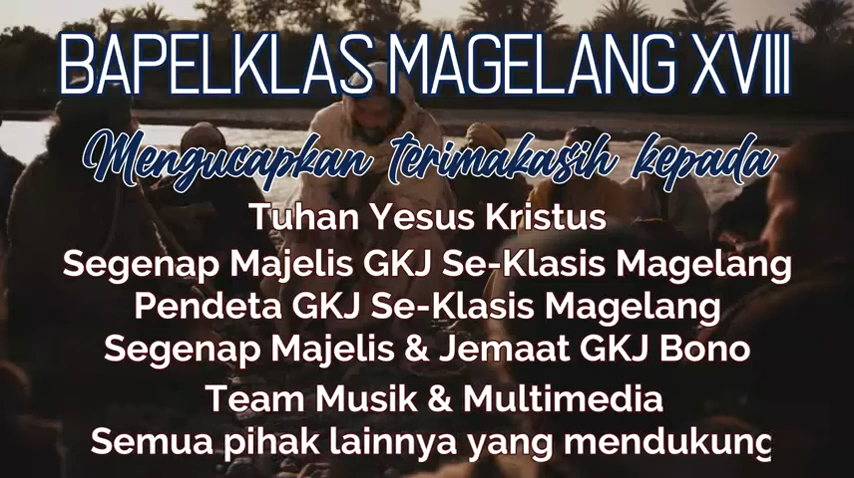 BAPELKLAS MAGELANG XVIII
Mengucapkan terimakasih kepada
Tuhan Yesus Kristus
Segenap Majelis GKJ Se-Klasis Magelang
Pendeta GKJ Se-Klasis Magelang
Segenap Majelis & Jemaat GKJ Bono
Team Musik & Multimedia
Semua pihak lainnya yang mendukung